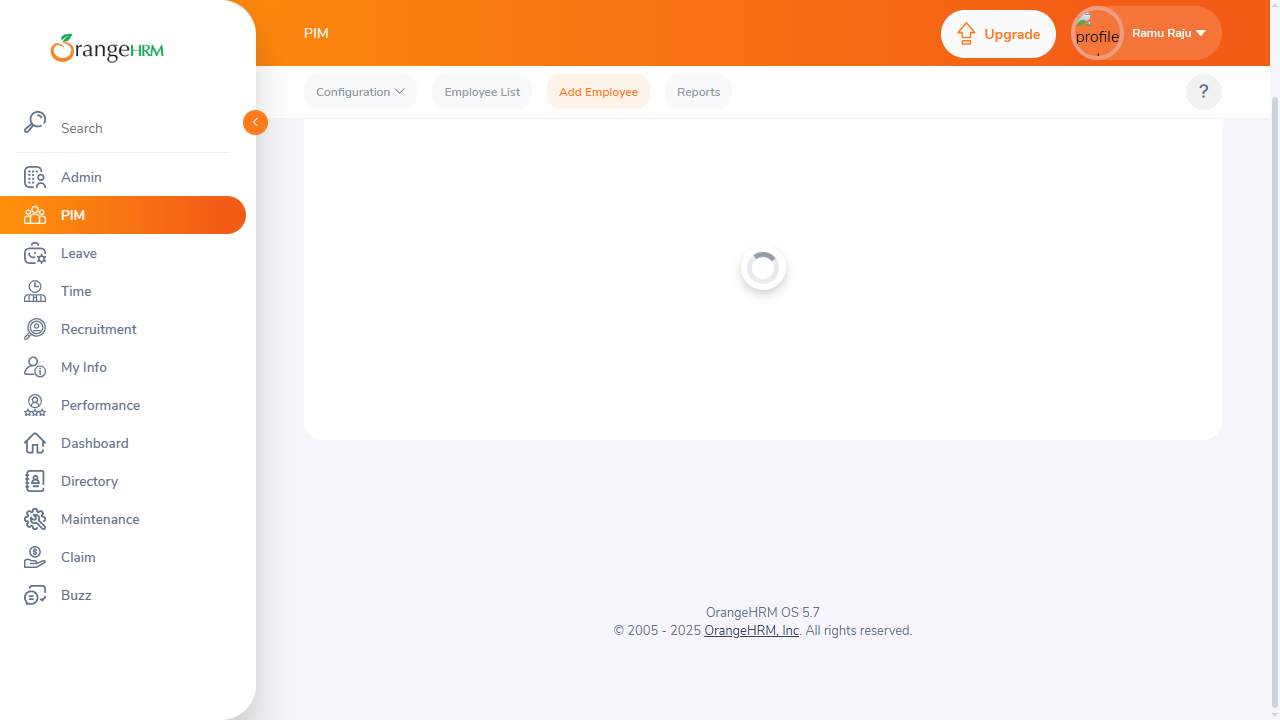 OrangeHRM
Search
Admin
PIM
Leave
Time
Recruitment
My Info
Performance
Dashboard
Directory
Maintenance
Claim
Buzz
PIM
Upgrade
profile
Ramu Raju
Configuration
Employee List
Add Employee
Reports
?
OrangeHRM OS 5.7
© 2005 - 2025 OrangeHRM, Inc. All rights reserved.